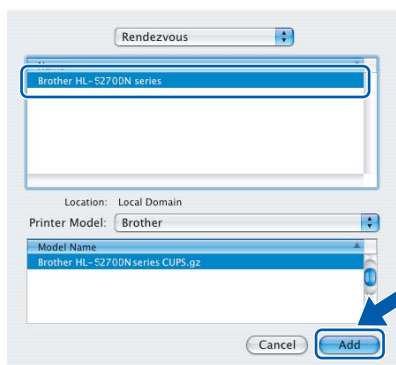 Rendezvous
Name
Brother HL-5270DN series
Location: Local Domain
Printer Model: Brother
Model Name
Brother HL-5270DN series CUPS.gz
Cancel Add